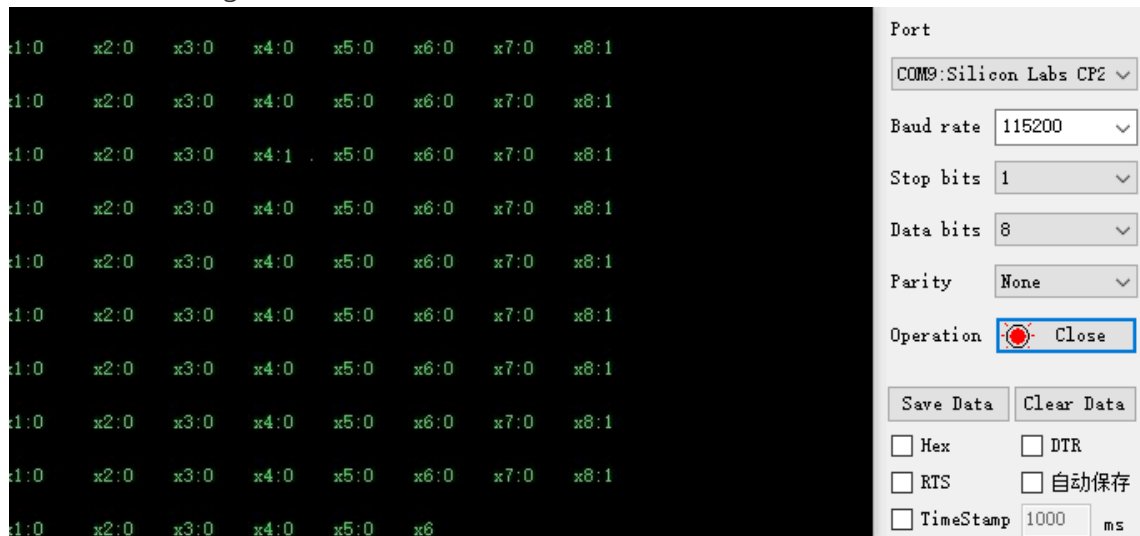 x1:0 x2:0 x3:0 x4:0 x5:0 x6:0 x7:0 x8:1
x1:0 x2:0 x3:0 x4:0 x5:0 x6:0 x7:0 x8:1
x1:0 x2:0 x3:0 x4:1 . x5:0 x6:0 x7:0 x8:1
x1:0 x2:0 x3:0 x4:0 x5:0 x6:0 x7:0 x8:1
x1:0 x2:0 x3:0 x4:0 x5:0 x6:0 x7:0 x8:1
x1:0 x2:0 x3:0 x4:0 x5:0 x6:0 x7:0 x8:1
x1:0 x2:0 x3:0 x4:0 x5:0 x6:0 x7:0 x8:1
x1:0 x2:0 x3:0 x4:0 x5:0 x6:0 x7:0 x8:1
x1:0 x2:0 x3:0 x4:0 x5:0 x6:0 x7:0 x8:1
x1:0 x2:0 x3:0 x4:0 x5:0 x6
Port
COM9:Silicon Labs CP2
Baud rate 115200
Stop bits 1
Data bits 8
Parity None
Operation Close
Save Data Clear Data
Hex DTR
RTS 自动保存
TimeStamp 1000 ms